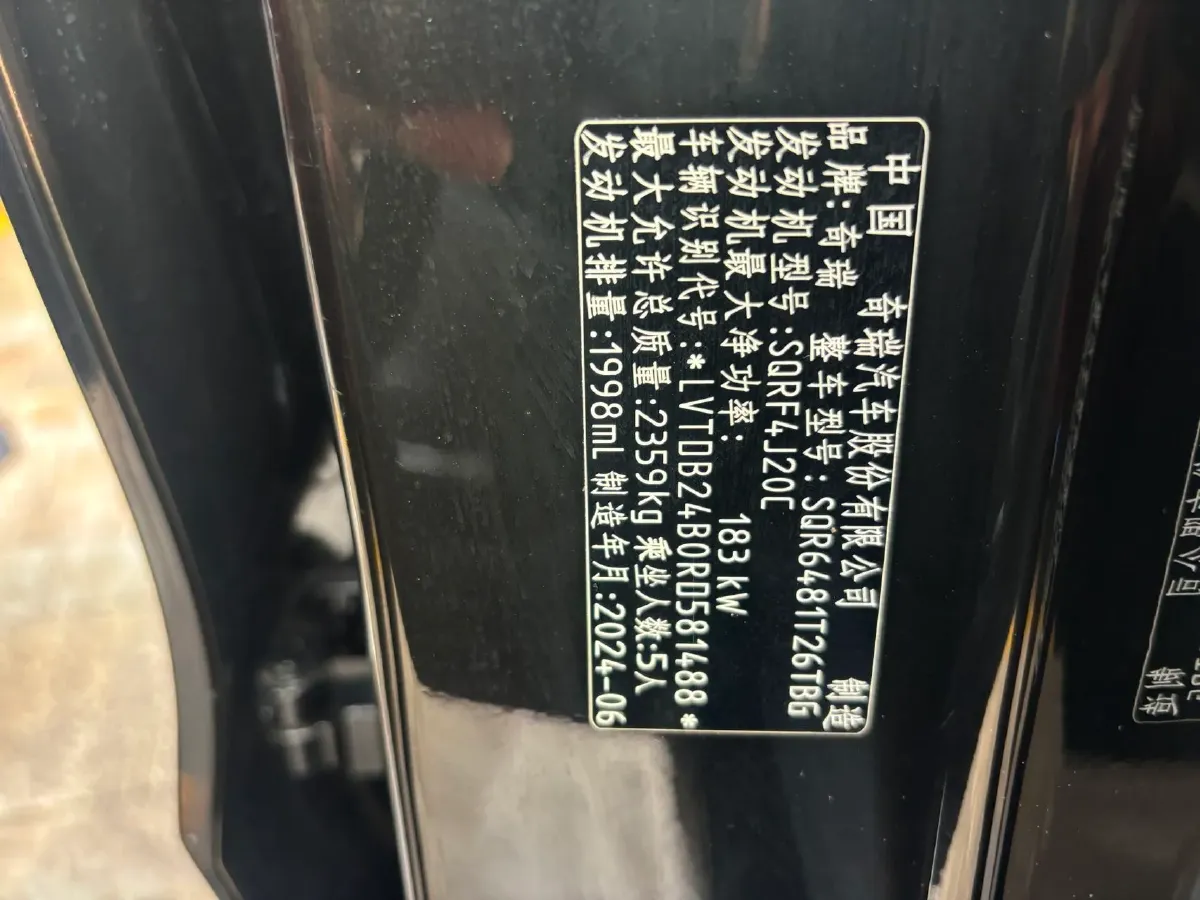 中国 奇瑞汽车股份有限公司 制造
品牌:奇瑞 整车型号:SQR6481T26TBG
发动机型号:SQRF4J20C
发动机最大净功率: 183kW
车辆识别代号:*LVTDB24B0RD581488*
最大允许总质量:2359kg 乘坐人数:5人
发动机排量:1998mL 制造年月:2024-06
制造